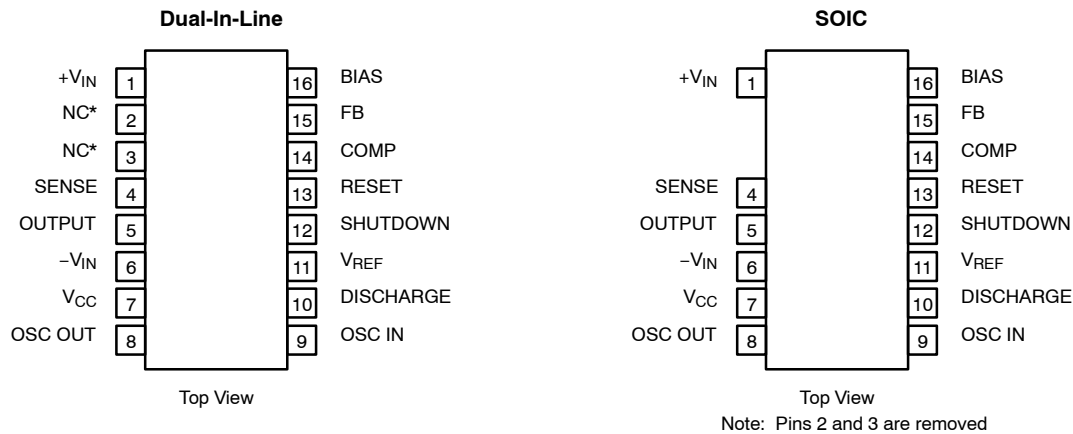 Dual-In-Line
+VIN 1 16 BIAS
NC* 2 15 FB
NC* 3 14 COMP
SENSE 4 13 RESET
OUTPUT 5 12 SHUTDOWN
−VIN 6 11 VREF
VCC 7 10 DISCHARGE
OSC OUT 8 9 OSC IN
Top View
SOIC
+VIN 1 16 BIAS
15 FB
14 COMP
SENSE 4 13 RESET
OUTPUT 5 12 SHUTDOWN
−VIN 6 11 VREF
VCC 7 10 DISCHARGE
OSC OUT 8 9 OSC IN
Top View
Note: Pins 2 and 3 are removed